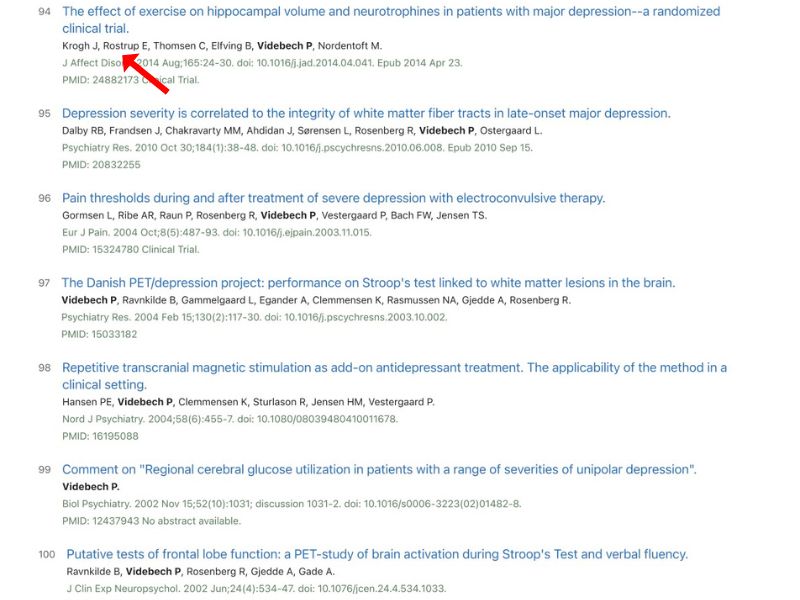 94 The effect of exercise on hippocampal volume and neurotrophines in patients with major depression--a randomized
clinical trial.
Krogh J, Rostrup E, Thomsen C, Elfving B, Videbech P, Nordentoft M.
J Affect Disord 2014 Aug;165:24-30. doi: 10.1016/j.jad.2014.04.041. Epub 2014 Apr 23.
PMID: 24882173 Clinical Trial.
95 Depression severity is correlated to the integrity of white matter fiber tracts in late-onset major depression.
Dalby RB, Frandsen J, Chakravarty MM, Ahdidan J, Sørensen L, Rosenberg R, Videbech P, Ostergaard L.
Psychiatry Res. 2010 Oct 30;184(1):38-48. doi: 10.1016/j.pscychresns.2010.06.008. Epub 2010 Sep 15.
PMID: 20832255
96 Pain thresholds during and after treatment of severe depression with electroconvulsive therapy.
Gormsen L, Ribe AR, Raun P, Rosenberg R, Videbech P, Vestergaard P, Bach FW, Jensen TS.
Eur J Pain. 2004 Oct;8(5):487-93. doi: 10.1016/j.ejpain.2003.11.015.
PMID: 15324780 Clinical Trial.
97 The Danish PET/depression project: performance on Stroop's test linked to white matter lesions in the brain.
Videbech P, Ravnkilde B, Gammelgaard L, Egander A, Clemmensen K, Rasmussen NA, Gjedde A, Rosenberg R.
Psychiatry Res. 2004 Feb 15;130(2):117-30. doi: 10.1016/j.pscychresns.2003.10.002.
PMID: 15033182
98 Repetitive transcranial magnetic stimulation as add-on antidepressant treatment. The applicability of the method in a
clinical setting.
Hansen PE, Videbech P, Clemmensen K, Sturlason R, Jensen HM, Vestergaard P.
Nord J Psychiatry. 2004;58(6):455-7. doi: 10.1080/08039480410011678.
PMID: 16195088
99 Comment on "Regional cerebral glucose utilization in patients with a range of severities of unipolar depression".
Videbech P.
Biol Psychiatry. 2002 Nov 15;52(10):1031; discussion 1031-2. doi: 10.1016/s0006-3223(02)01482-8.
PMID: 12437943 No abstract available.
100 Putative tests of frontal lobe function: a PET-study of brain activation during Stroop's Test and verbal fluency.
Ravnkilde B, Videbech P, Rosenberg R, Gjedde A, Gade A.
J Clin Exp Neuropsychol. 2002 Jun;24(4):534-47. doi: 10.1076/jcen.24.4.534.1033.